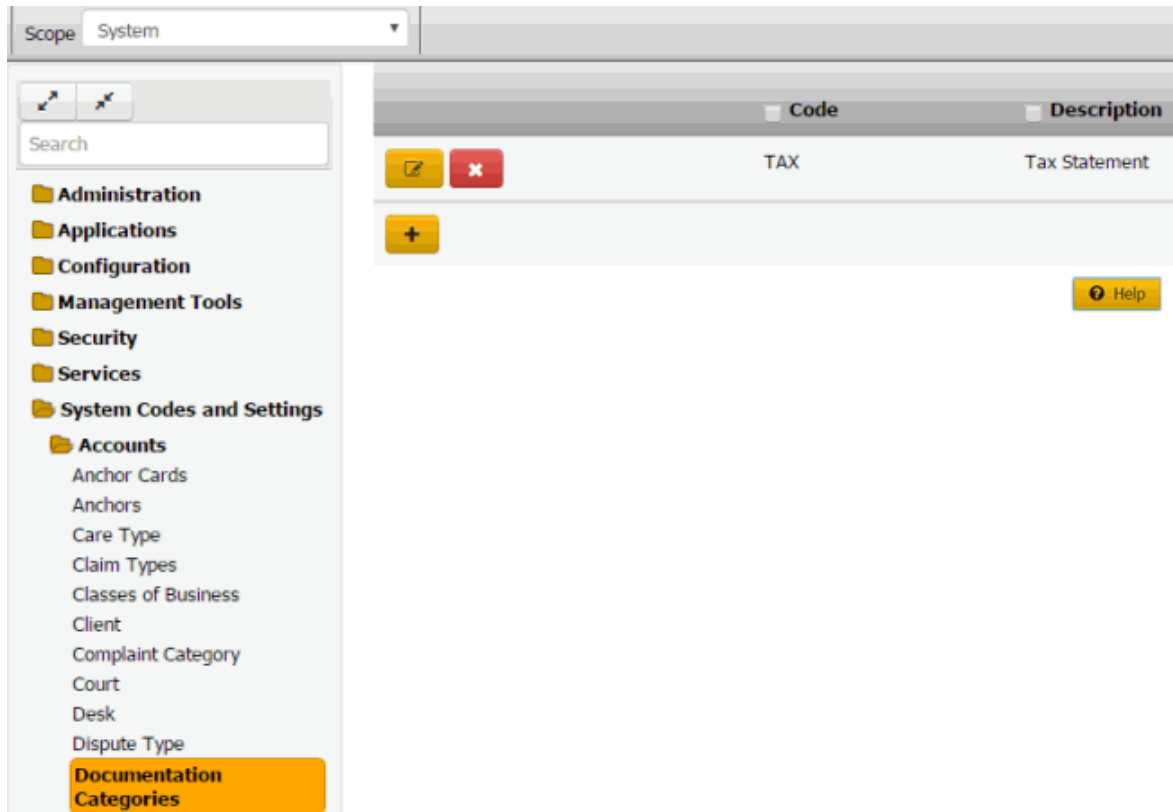 Scope System
Search
Administration
Applications
Configuration
Management Tools
Security
Services
System Codes and Settings
Accounts
Anchor Cards
Anchors
Care Type
Claim Types
Classes of Business
Client
Complaint Category
Court
Desk
Dispute Type
Documentation
Categories
Code Description
TAX Tax Statement
Help